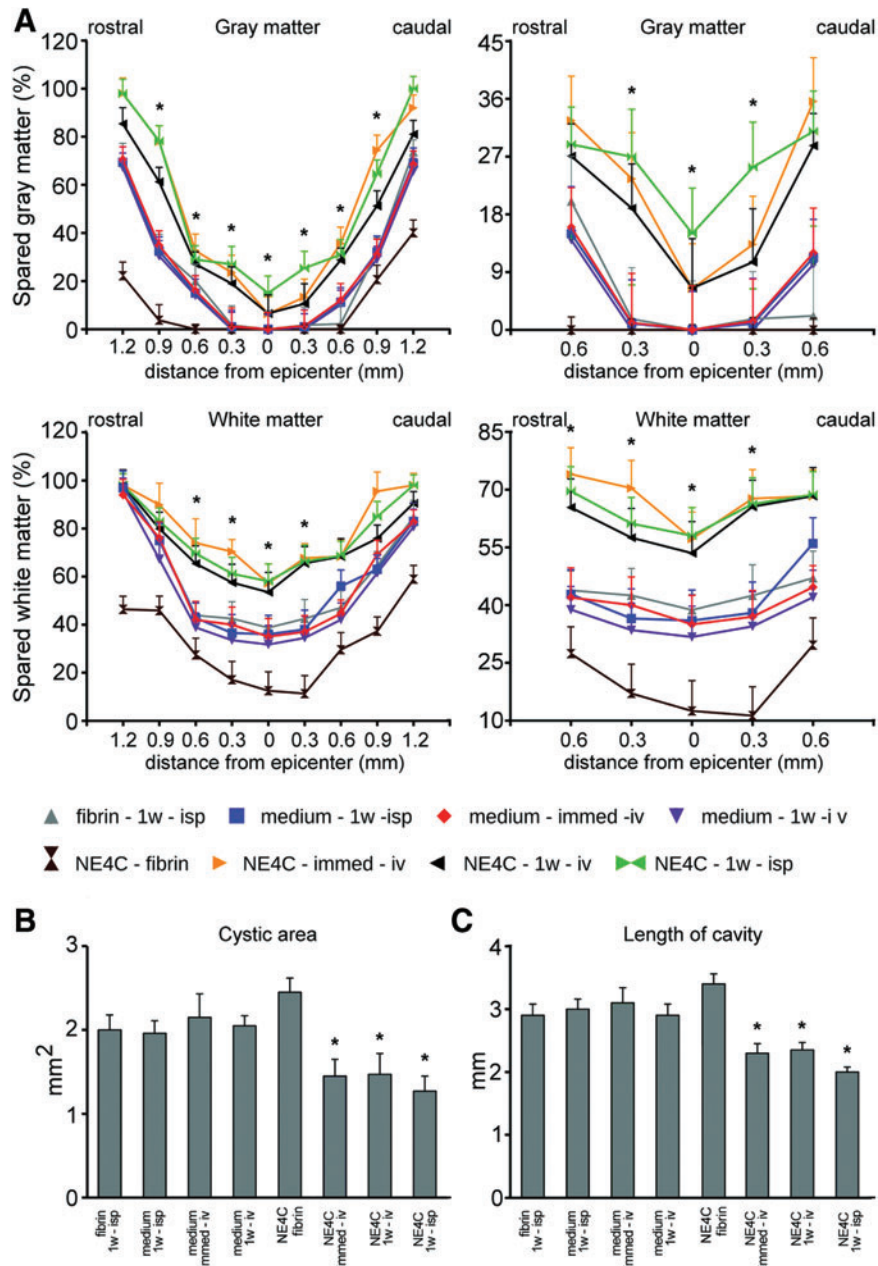 A
rostral Gray matter caudal
Spared gray matter (%)
120
100
80
60
40
20
0
* * * * * * * *
1.2 0.9 0.6 0.3 0 0.3 0.6 0.9 1.2
distance from epicenter (mm)
rostral Gray matter caudal
45
36
27
18
9
0
* * *
0.6 0.3 0 0.3 0.6
distance from epicenter (mm)
rostral White matter caudal
Spared white matter (%)
120
100
80
60
40
20
0
* * * *
1.2 0.9 0.6 0.3 0 0.3 0.6 0.9 1.2
distance from epicenter (mm)
rostral White matter caudal
85
70
55
40
25
10
* * * *
0.6 0.3 0 0.3 0.6
distance from epicenter (mm)
fibrin - 1w - isp medium - 1w -isp medium - immed -iv medium - 1w -i v
NE4C - fibrin NE4C - immed - iv NE4C - 1w - iv NE4C - 1w - isp
B
Cystic area
mm2
3
2
1
0
* * *
fibrin
1w - isp
medium
1w - isp
medium
mmed - iv
medium
1w - iv
NE4C
fibrin
NE4C
mmed - iv
NE4C
1w - iv
NE4C
1w - isp
C
Length of cavity
mm
4
3
2
1
0
* * *
fibrin
1w - isp
medium
1w - isp
medium
immed - iv
medium
1w - iv
NE4C
fibrin
NE4C
immed - iv
NE4C
1w - iv
NE4C
1w - isp